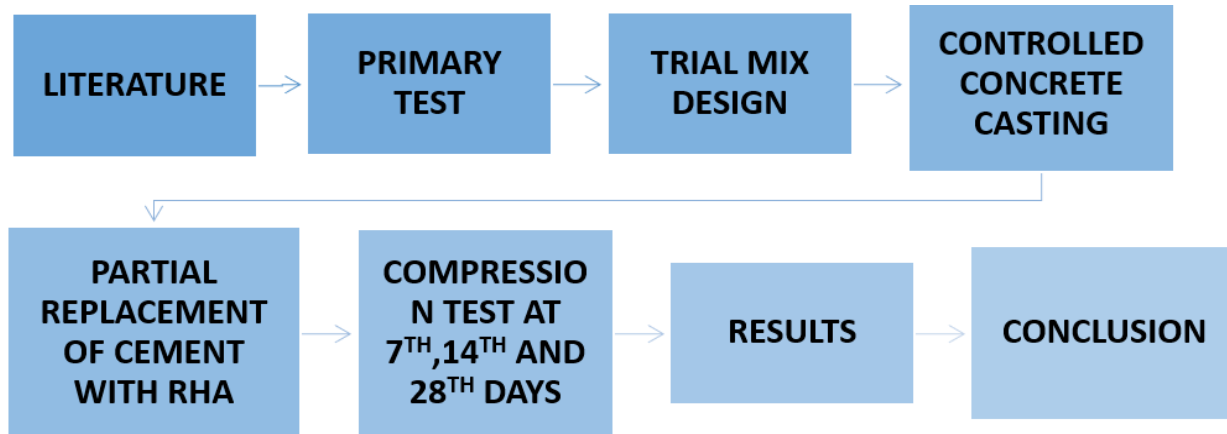 LITERATURE
PRIMARY
TEST
TRIAL MIX
DESIGN
CONTROLLED
CONCRETE
CASTING
PARTIAL
REPLACEMENT
OF CEMENT
WITH RHA
COMPRESSIO
N TEST AT
7TH,14TH AND
28TH DAYS
RESULTS
CONCLUSION